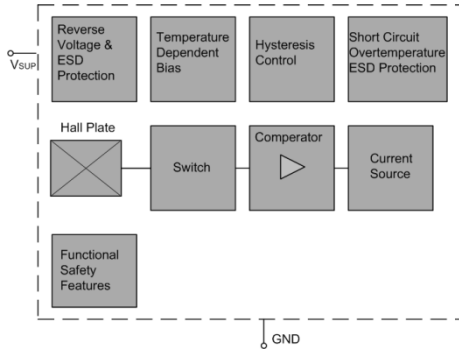 Reverse
Voltage &
ESD
Protection
Temperature
Dependent
Bias
Hysteresis
Control
Short Circuit
Overtemperature
ESD Protection
VSUP
Hall Plate
Switch
Comperator
Current
Source
Functional
Safety
Features
GND